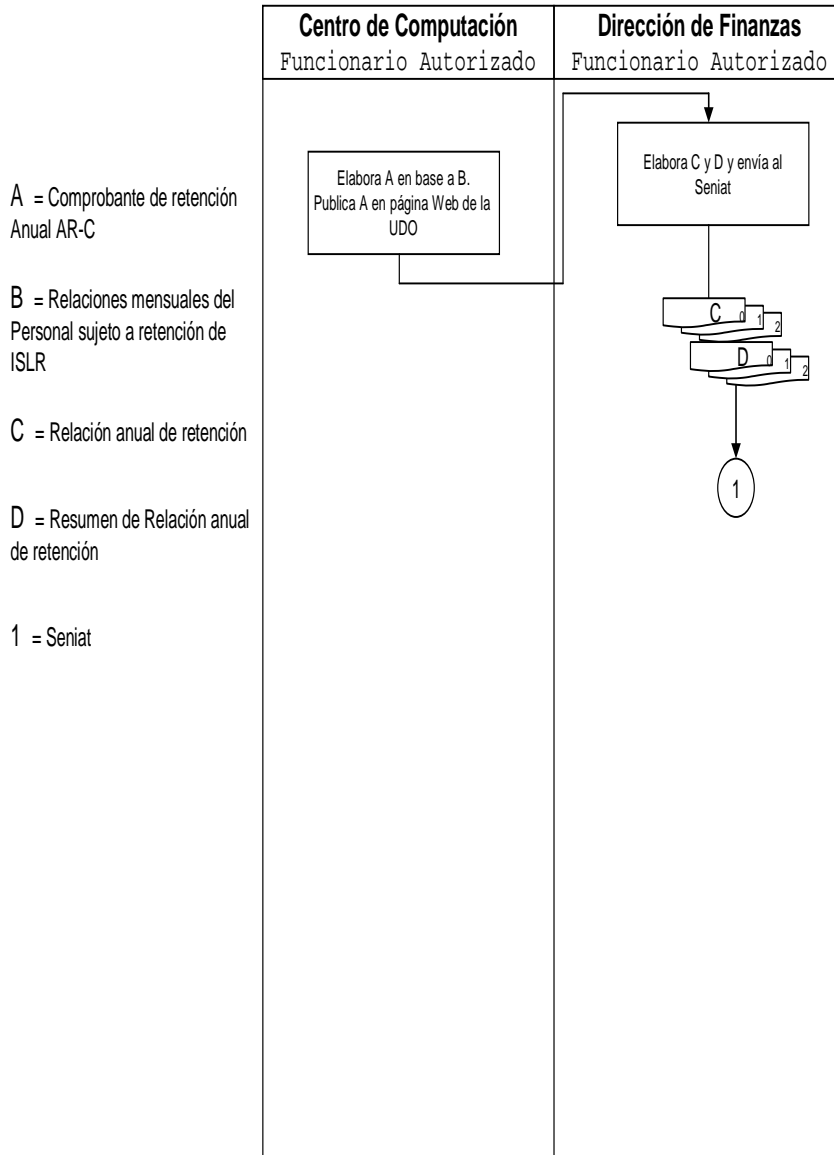 Centro de Computación
Funcionario Autorizado
Dirección de Finanzas
Funcionario Autorizado
A = Comprobante de retención
Anual AR-C
B = Relaciones mensuales del
Personal sujeto a retención de
ISLR
C = Relación anual de retención
D = Resumen de Relación anual
de retención
1 = Seniat
Elabora A en base a B.
Publica A en página Web de la
UDO
Elabora C y D y envía al
Seniat
C 0 1 2
D 0 1 2
1